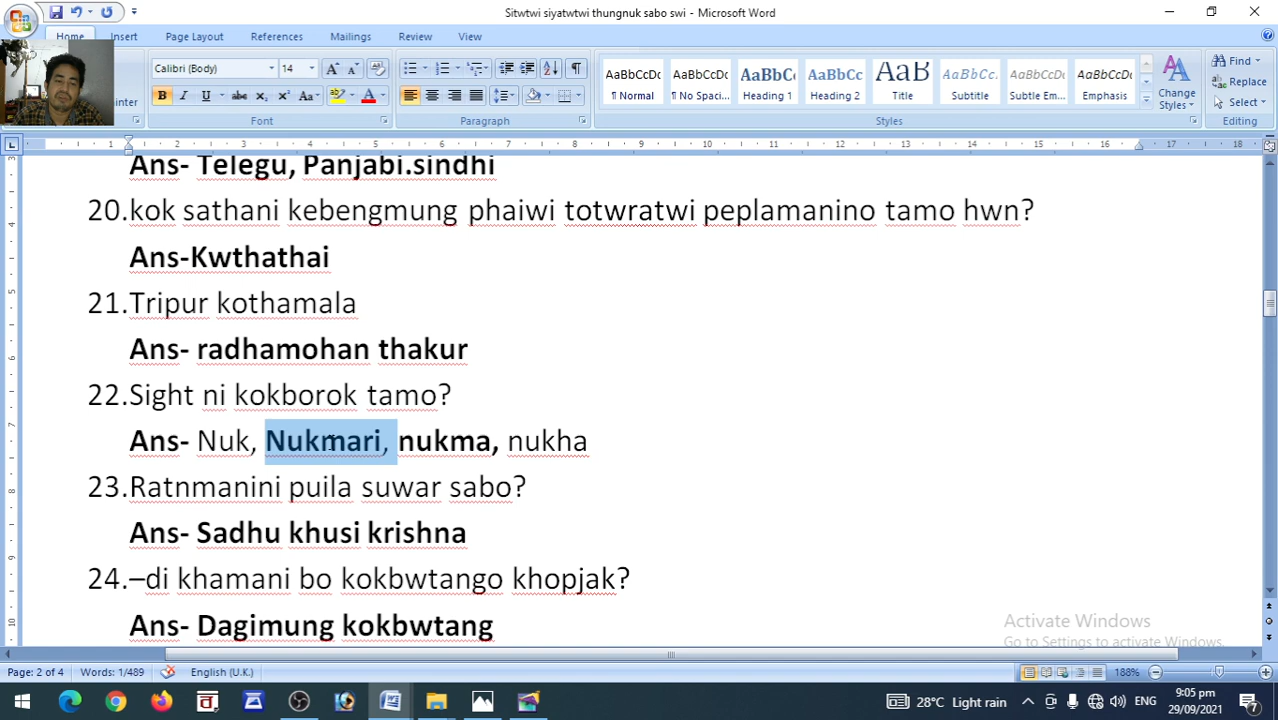 Sitwtwi siyatwtwi thungnuk sabo swi - Microsoft Word
Home Insert Page Layout References Mailings Review View
Calibri (Body) 14
AaBbCcDc AaBbCcDc AaBbCc AaBbCc AaB AaBbCcL AaBbCcDc AaBbCcDc
¶ Normal ¶ No Spaci... Heading 1 Heading 2 Title Subtitle Subtle Em... Emphasis
Change Styles
Find Replace Select
Font Paragraph Styles Editing
Ans- Telegu, Panjabi.sindhi
20.kok sathani kebengmung phaiwi totwratwi peplamanino tamo hwn?
Ans-Kwthathai
21.Tripur kothamala
Ans- radhamohan thakur
22.Sight ni kokborok tamo?
Ans- Nuk, Nukmari, nukma, nukha
23.Ratnmanini puila suwar sabo?
Ans- Sadhu khusi krishna
24.–di khamani bo kokbwtango khopjak?
Ans- Dagimung kokbwtang
Activate Windows
Go to Settings to activate Windows.
Page: 2 of 4 Words: 1/489 English (U.K.) 188%
28°C Light rain ENG 9:05 pm 29/09/2021